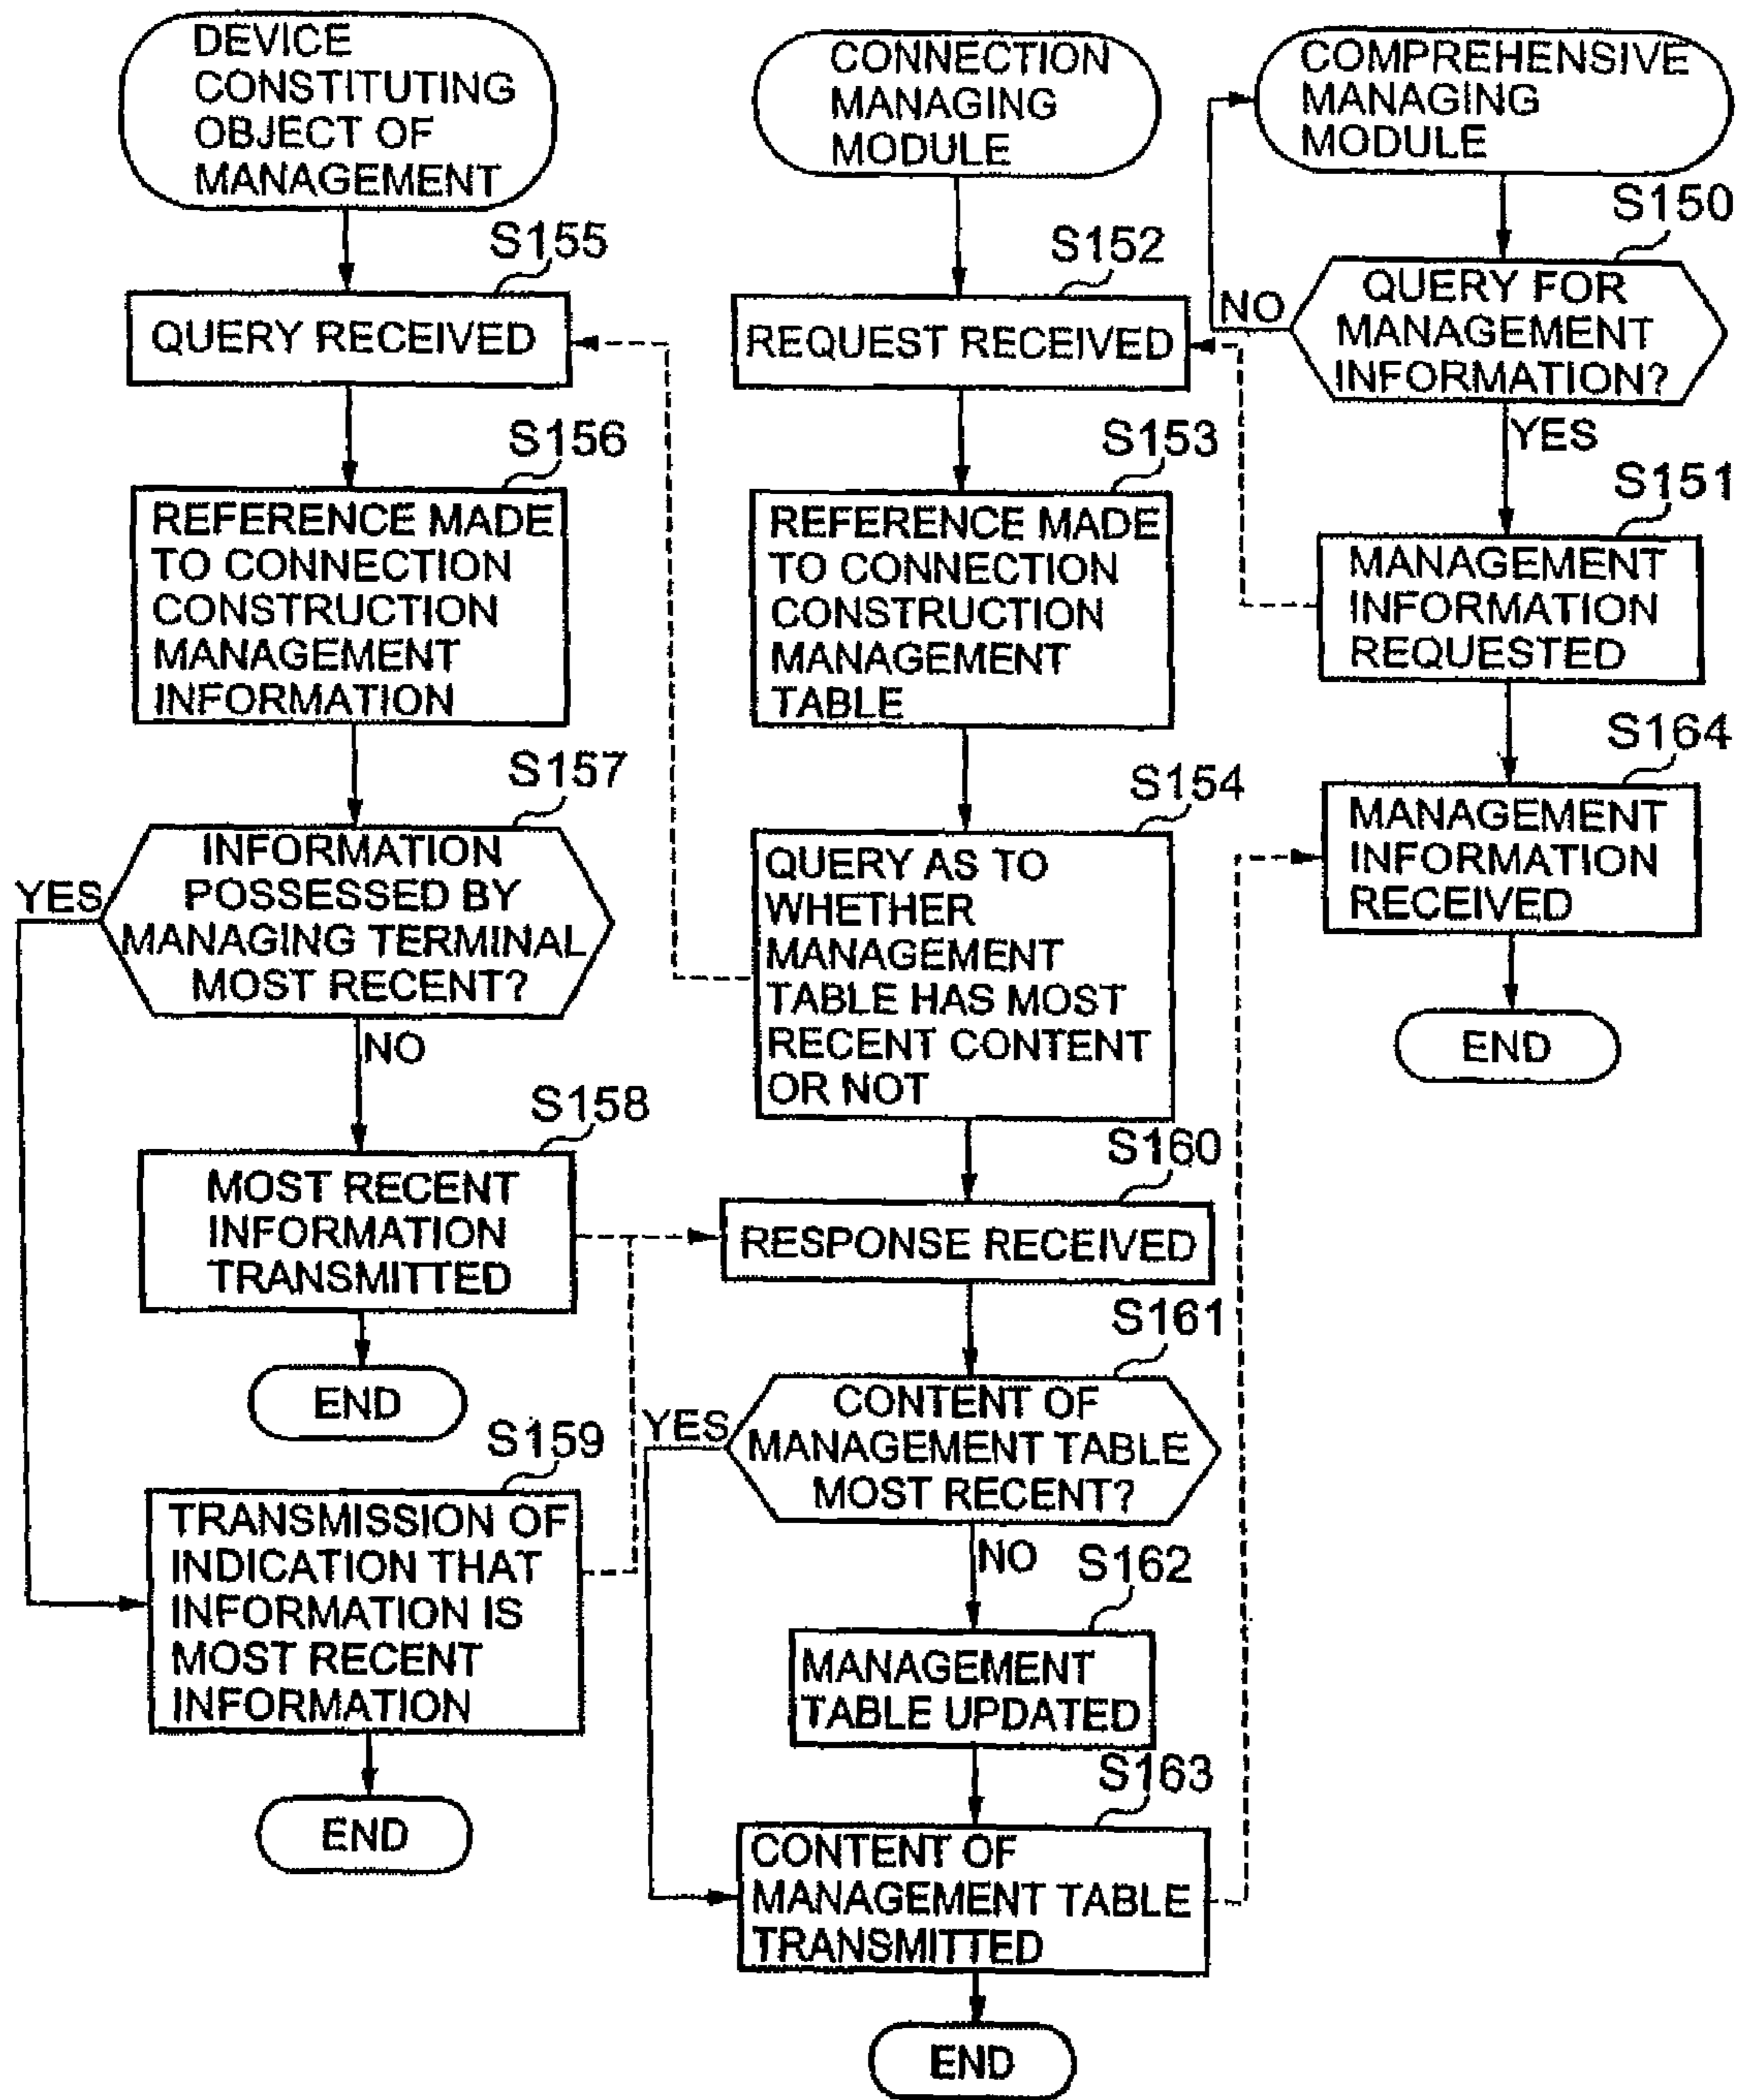 DEVICE
CONSTITUTING
OBJECT OF
MANAGEMENT
S155
QUERY RECEIVED
S156
REFERENCE MADE
TO CONNECTION
CONSTRUCTION
MANAGEMENT
INFORMATION
S157
INFORMATION
POSSESSED BY
MANAGING TERMINAL
MOST RECENT?
YES
NO
S158
MOST RECENT
INFORMATION
TRANSMITTED
END
S159
TRANSMISSION OF
INDICATION THAT
INFORMATION IS
MOST RECENT
INFORMATION
END
CONNECTION
MANAGING
MODULE
S152
REQUEST RECEIVED
S153
REFERENCE MADE
TO CONNECTION
CONSTRUCTION
MANAGEMENT
TABLE
S154
QUERY AS TO
WHETHER
MANAGEMENT
TABLE HAS MOST
RECENT CONTENT
OR NOT
S160
RESPONSE RECEIVED
S161
CONTENT OF
MANAGEMENT TABLE
MOST RECENT?
YES
NO
S162
MANAGEMENT
TABLE UPDATED
S163
CONTENT OF
MANAGEMENT TABLE
TRANSMITTED
END
COMPREHENSIVE
MANAGING
MODULE
S150
QUERY FOR
MANAGEMENT
INFORMATION?
NO
YES
S151
MANAGEMENT
INFORMATION
REQUESTED
S164
MANAGEMENT
INFORMATION
RECEIVED
END